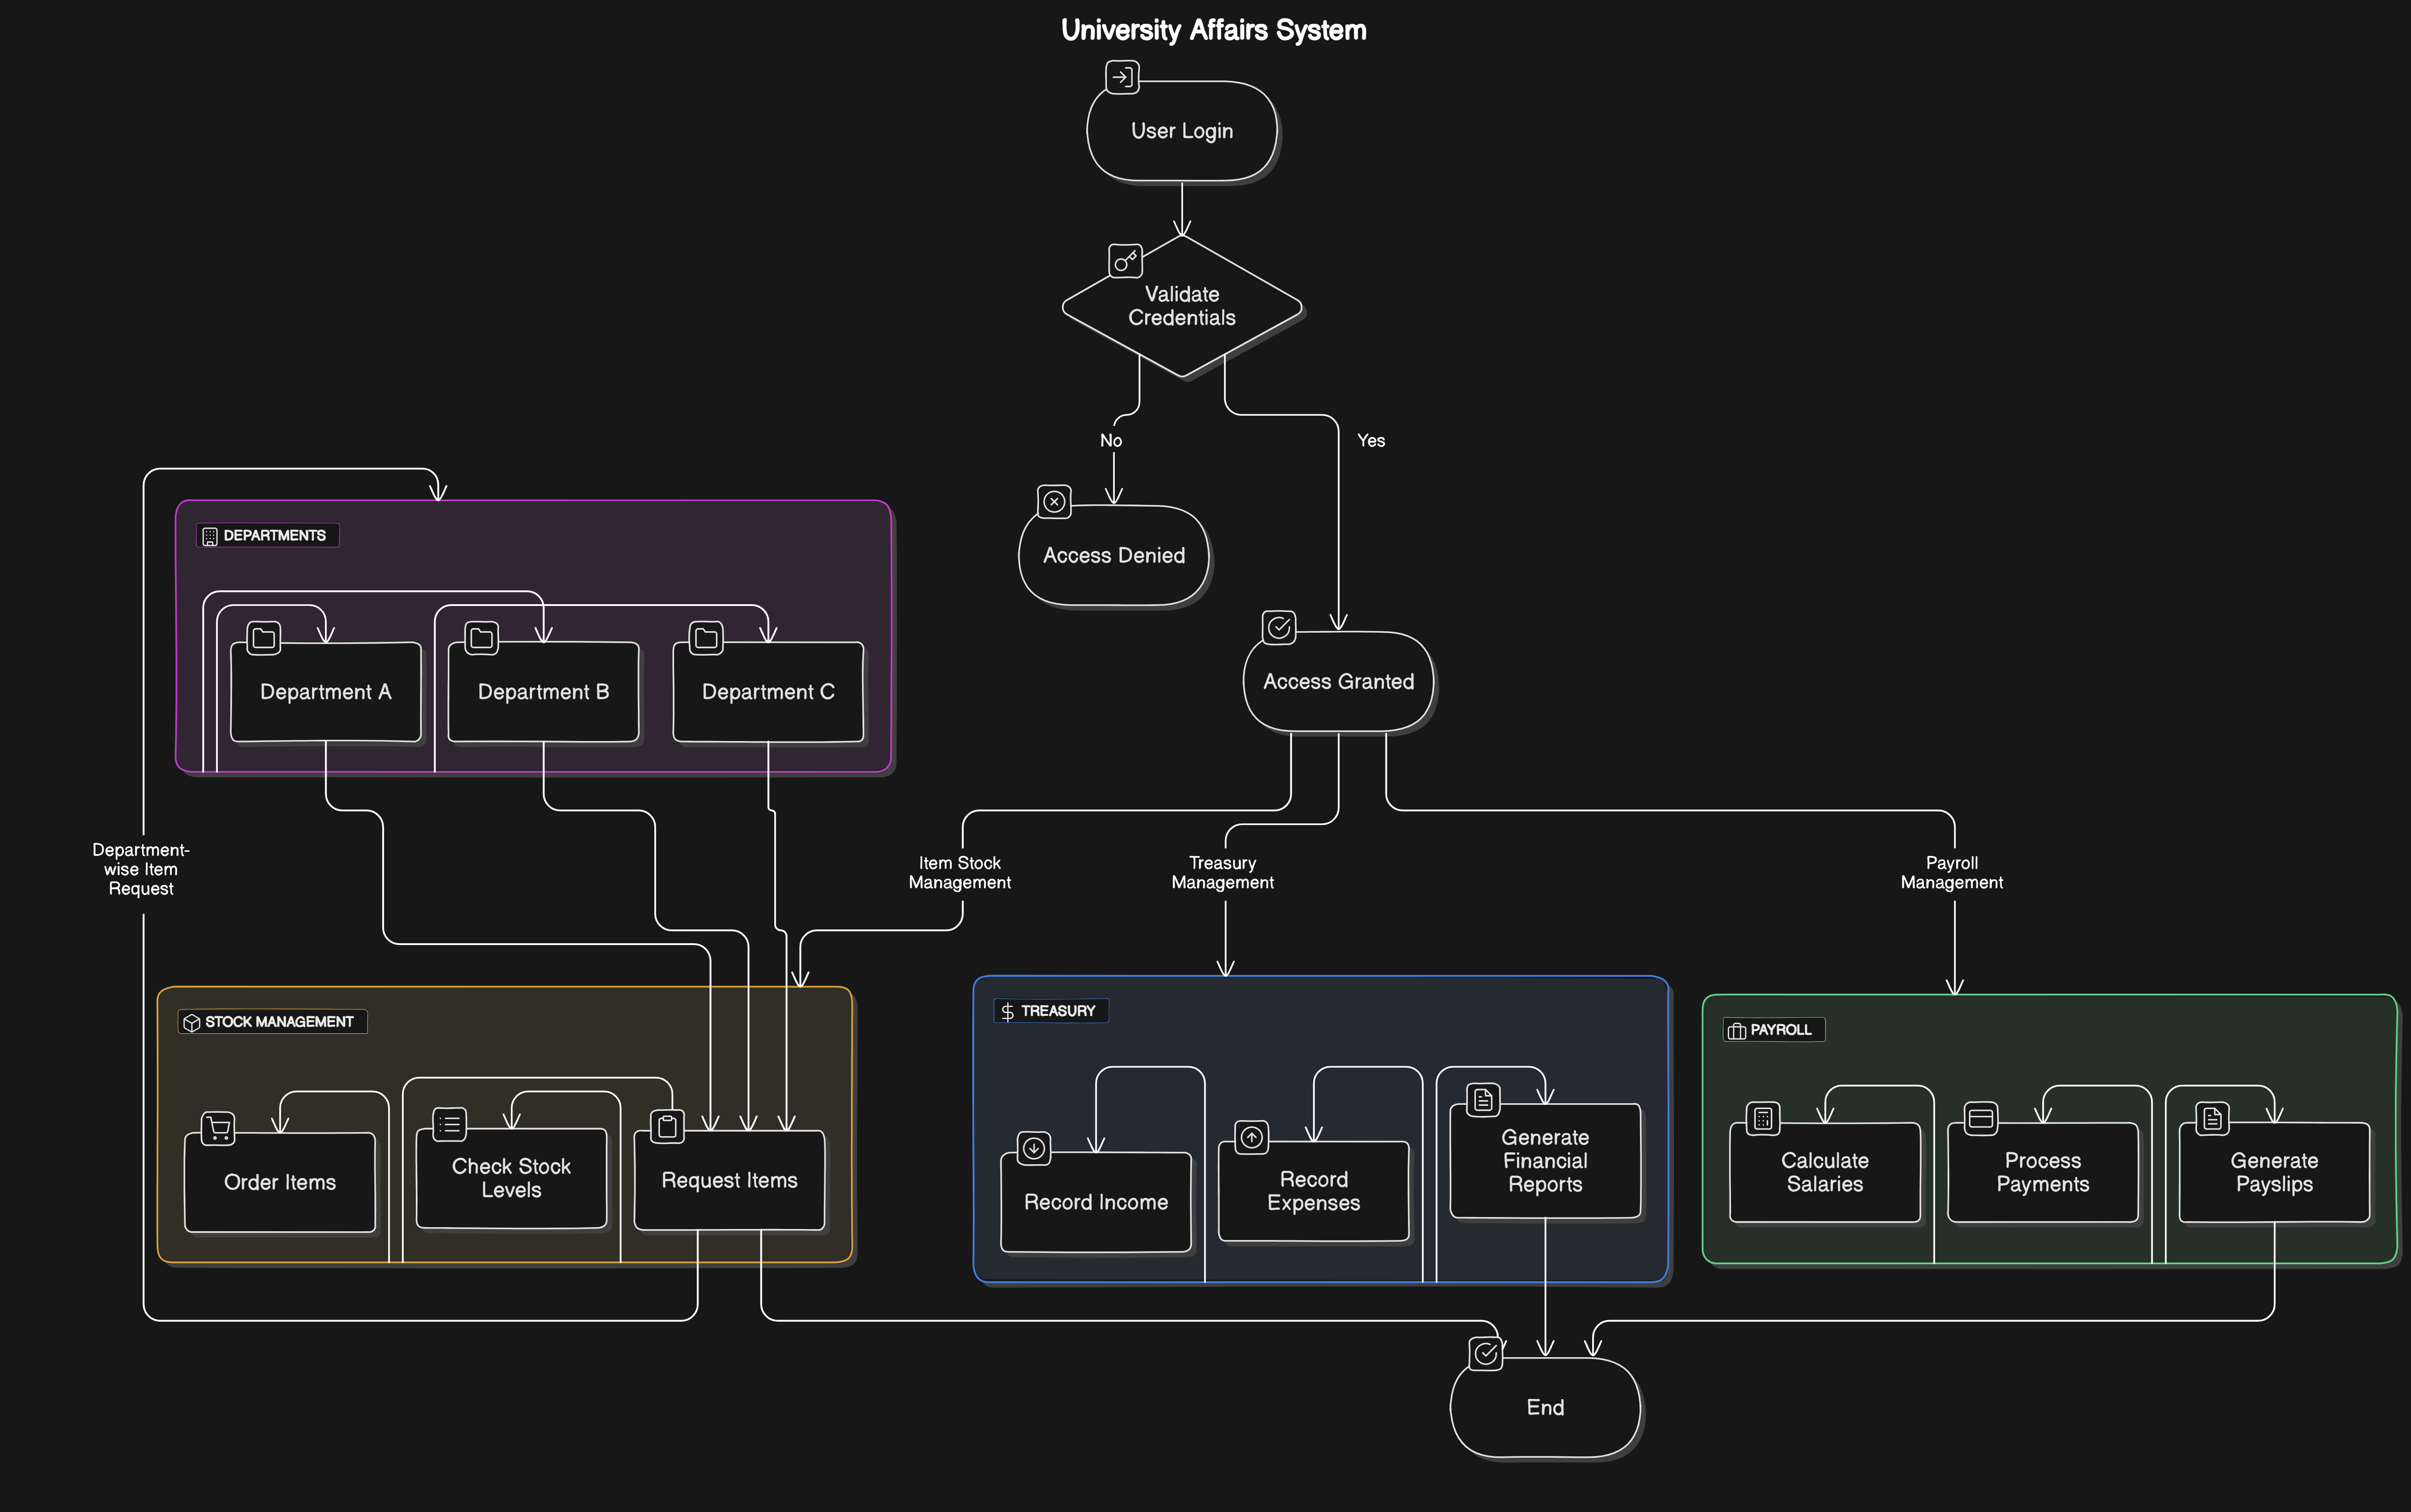 University Affairs System
User Login
Validate
Credentials
No
Yes
DEPARTMENTS
Access Denied
Department A
Department B
Department C
Access Granted
Department-
wise Item
Request
Item Stock
Management
Treasury
Management
Payroll
Management
STOCK MANAGEMENT
TREASURY
PAYROLL
Order Items
Check Stock
Levels
Request Items
Record Income
Record
Expenses
Generate
Financial
Reports
Calculate
Salaries
Process
Payments
Generate
Payslips
End